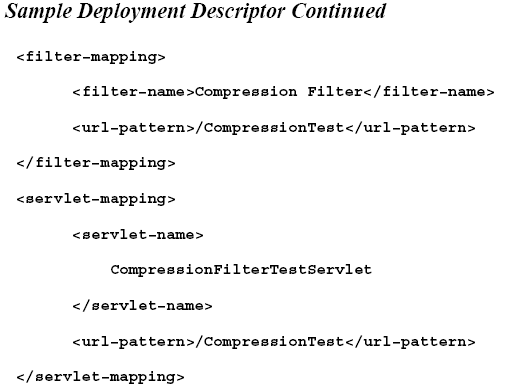 Sample Deployment Descriptor Continued
<filter-mapping>
<filter-name>Compression Filter</filter-name>
<url-pattern>/CompressionTest</url-pattern>
</filter-mapping>
<servlet-mapping>
<servlet-name>
CompressionFilterTestServlet
</servlet-name>
<url-pattern>/CompressionTest</url-pattern>
</servlet-mapping>